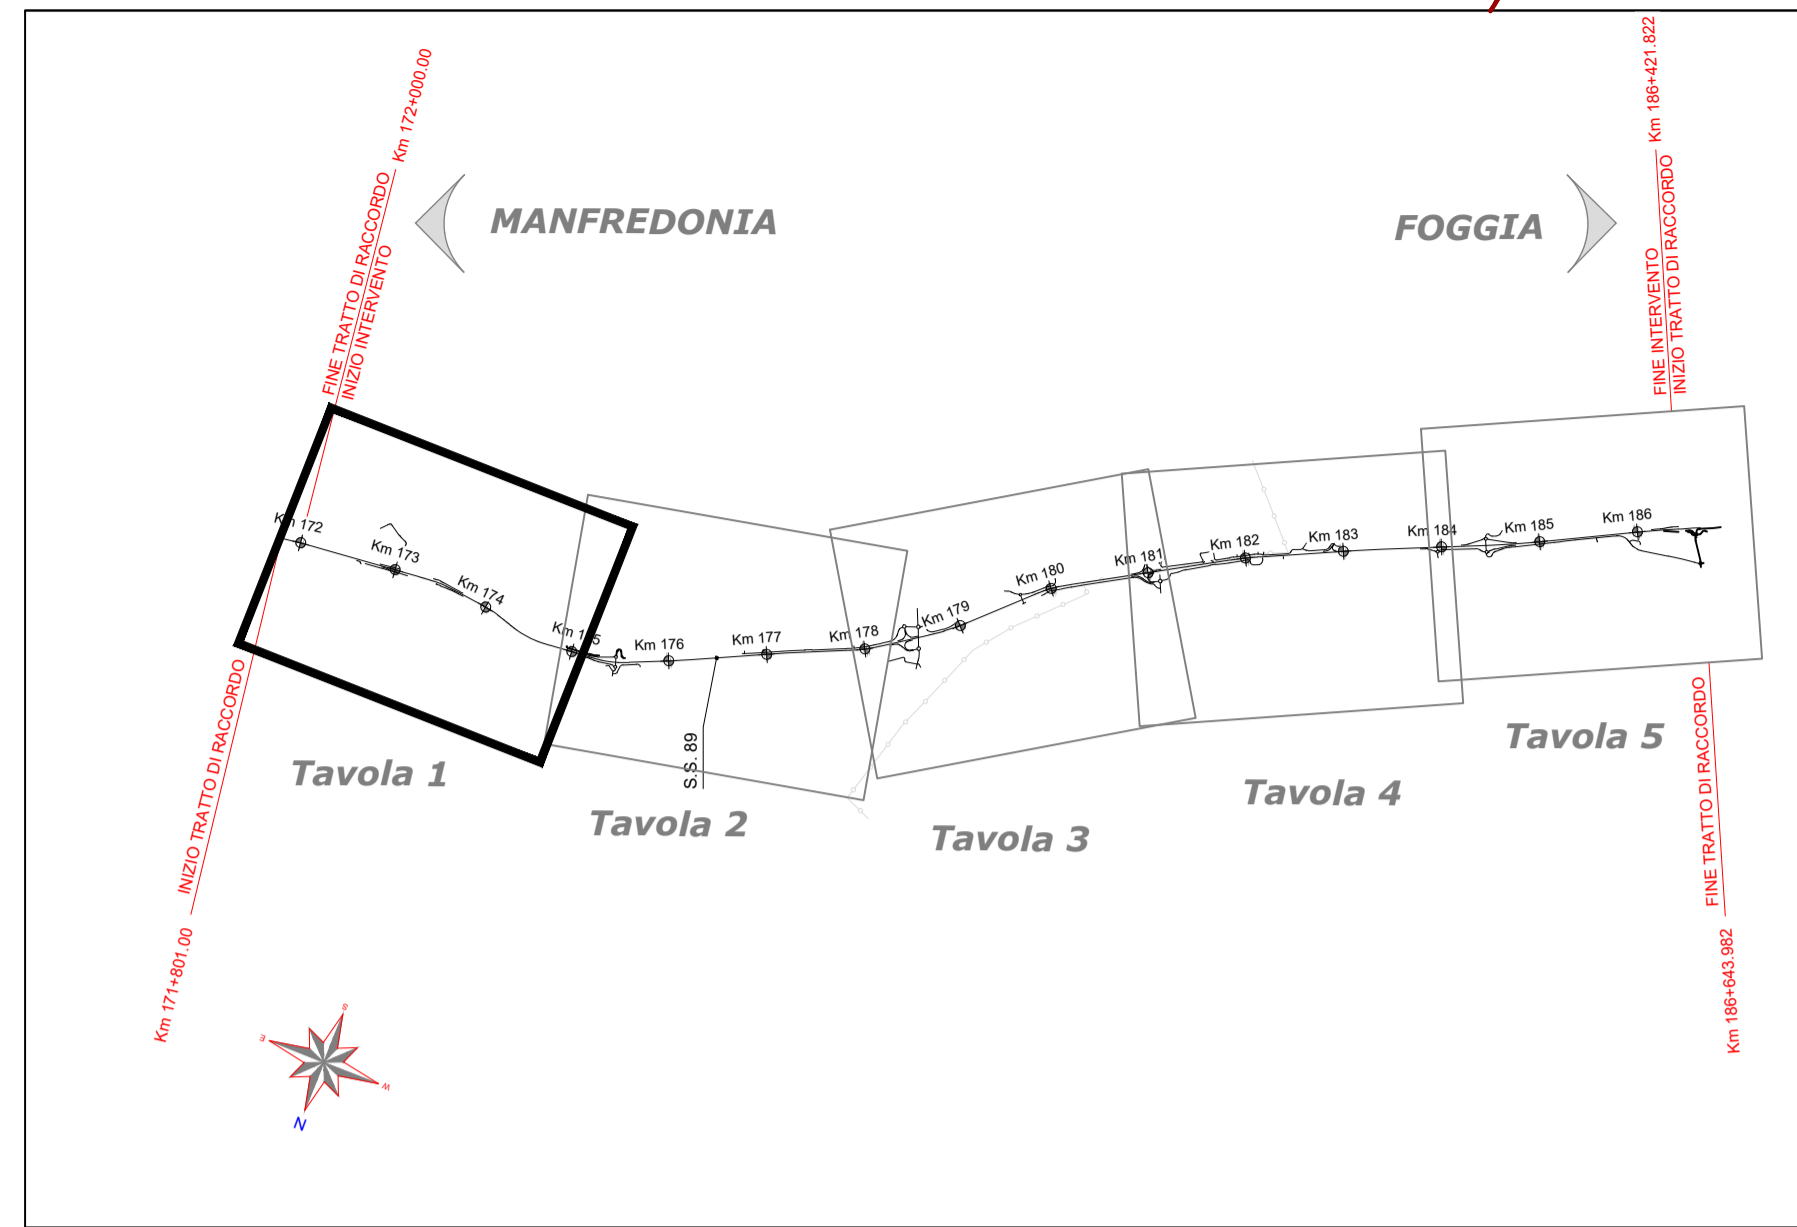 Km 172+000.00
FINE TRATTO DI RACCORDO
INIZIO INTERVENTO
MANFREDONIA
FOGGIA
Km 186+421.822
FINE INTERVENTO
INIZIO TRATTO DI RACCORDO
Km 172
Km 173
Km 174
Km 175
Km 176
Km 177
Km 178
Km 179
Km 180
Km 181
Km 182
Km 183
Km 184
Km 185
Km 186
S.S. 89
Tavola 1
Tavola 2
Tavola 3
Tavola 4
Tavola 5
INIZIO TRATTO DI RACCORDO
Km 171+801.00
FINE TRATTO DI RACCORDO
Km 186+643.982
S
E
W
N